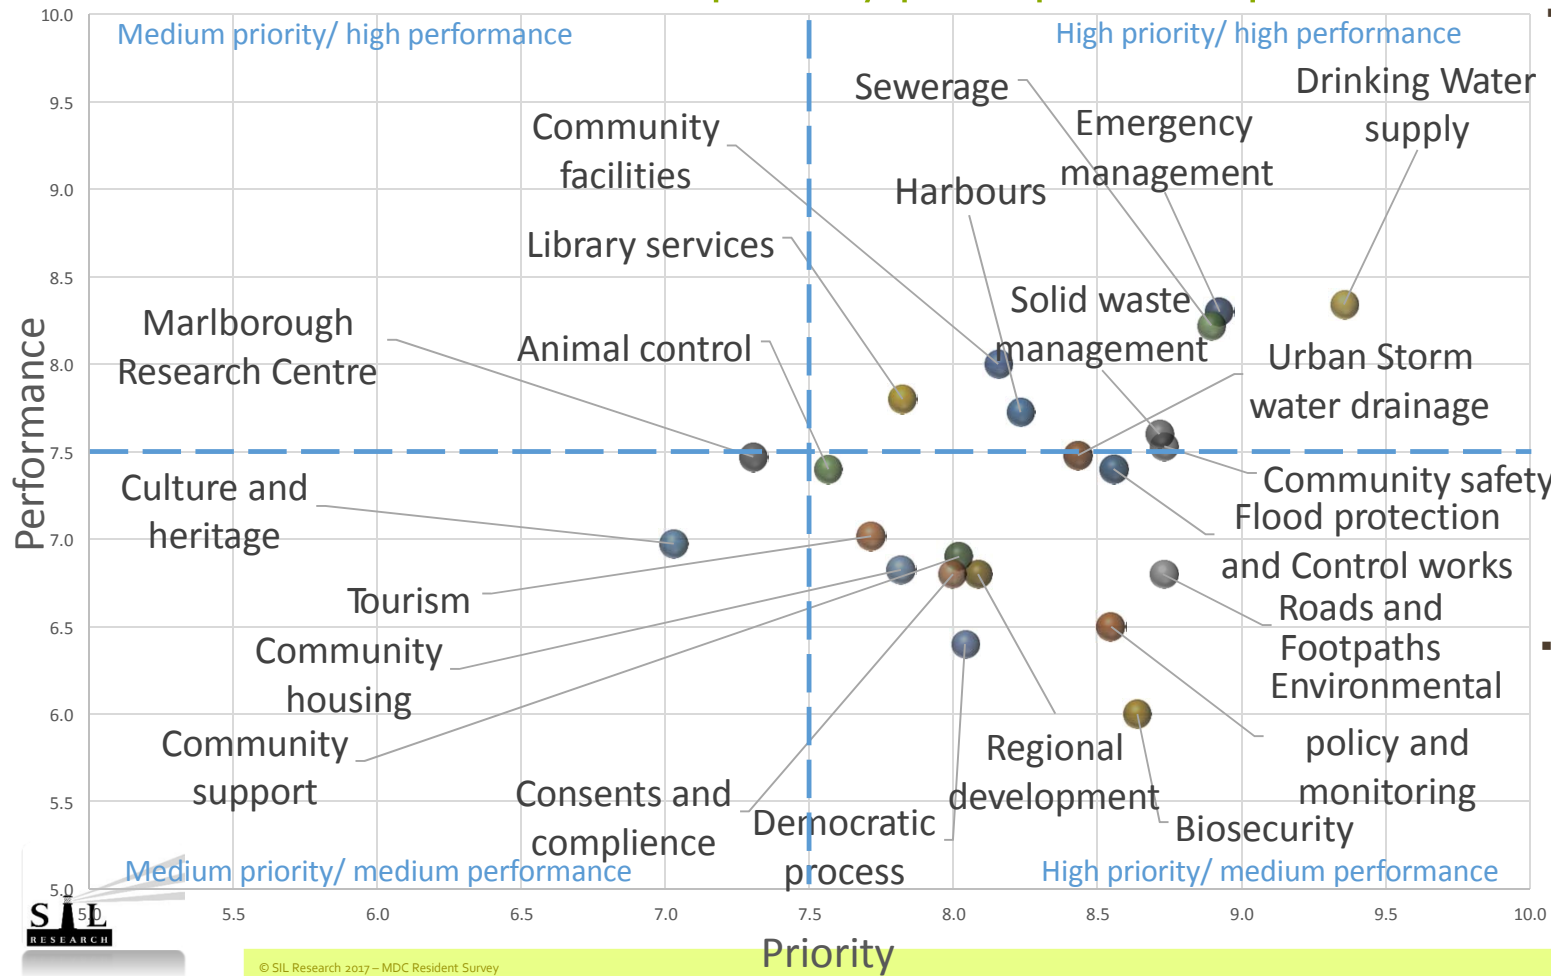 Medium priority/ high performance
High priority/ high performance
Sewerage
Drinking Water
supply
Community
facilities
Emergency
management
Harbours
Library services
Solid waste
management
Marlborough
Research Centre
Animal control
Urban Storm
water drainage
Culture and
heritage
Community safety
Flood protection
and Control works
Tourism
Roads and
Footpaths
Community
housing
Environmental
policy and
monitoring
Community
support
Regional
development
Consents and
complience
Democratic
process
Biosecurity
Medium priority/ medium performance
High priority/ medium performance
Performance
10.0
9.5
9.0
8.5
8.0
7.5
7.0
6.5
6.0
5.5
5.0
5.0 5.5 6.0 6.5 7.0 7.5 8.0 8.5 9.0 9.5 10.0
Priority
SIL
RESEARCH
© SIL Research 2017 – MDC Resident Survey